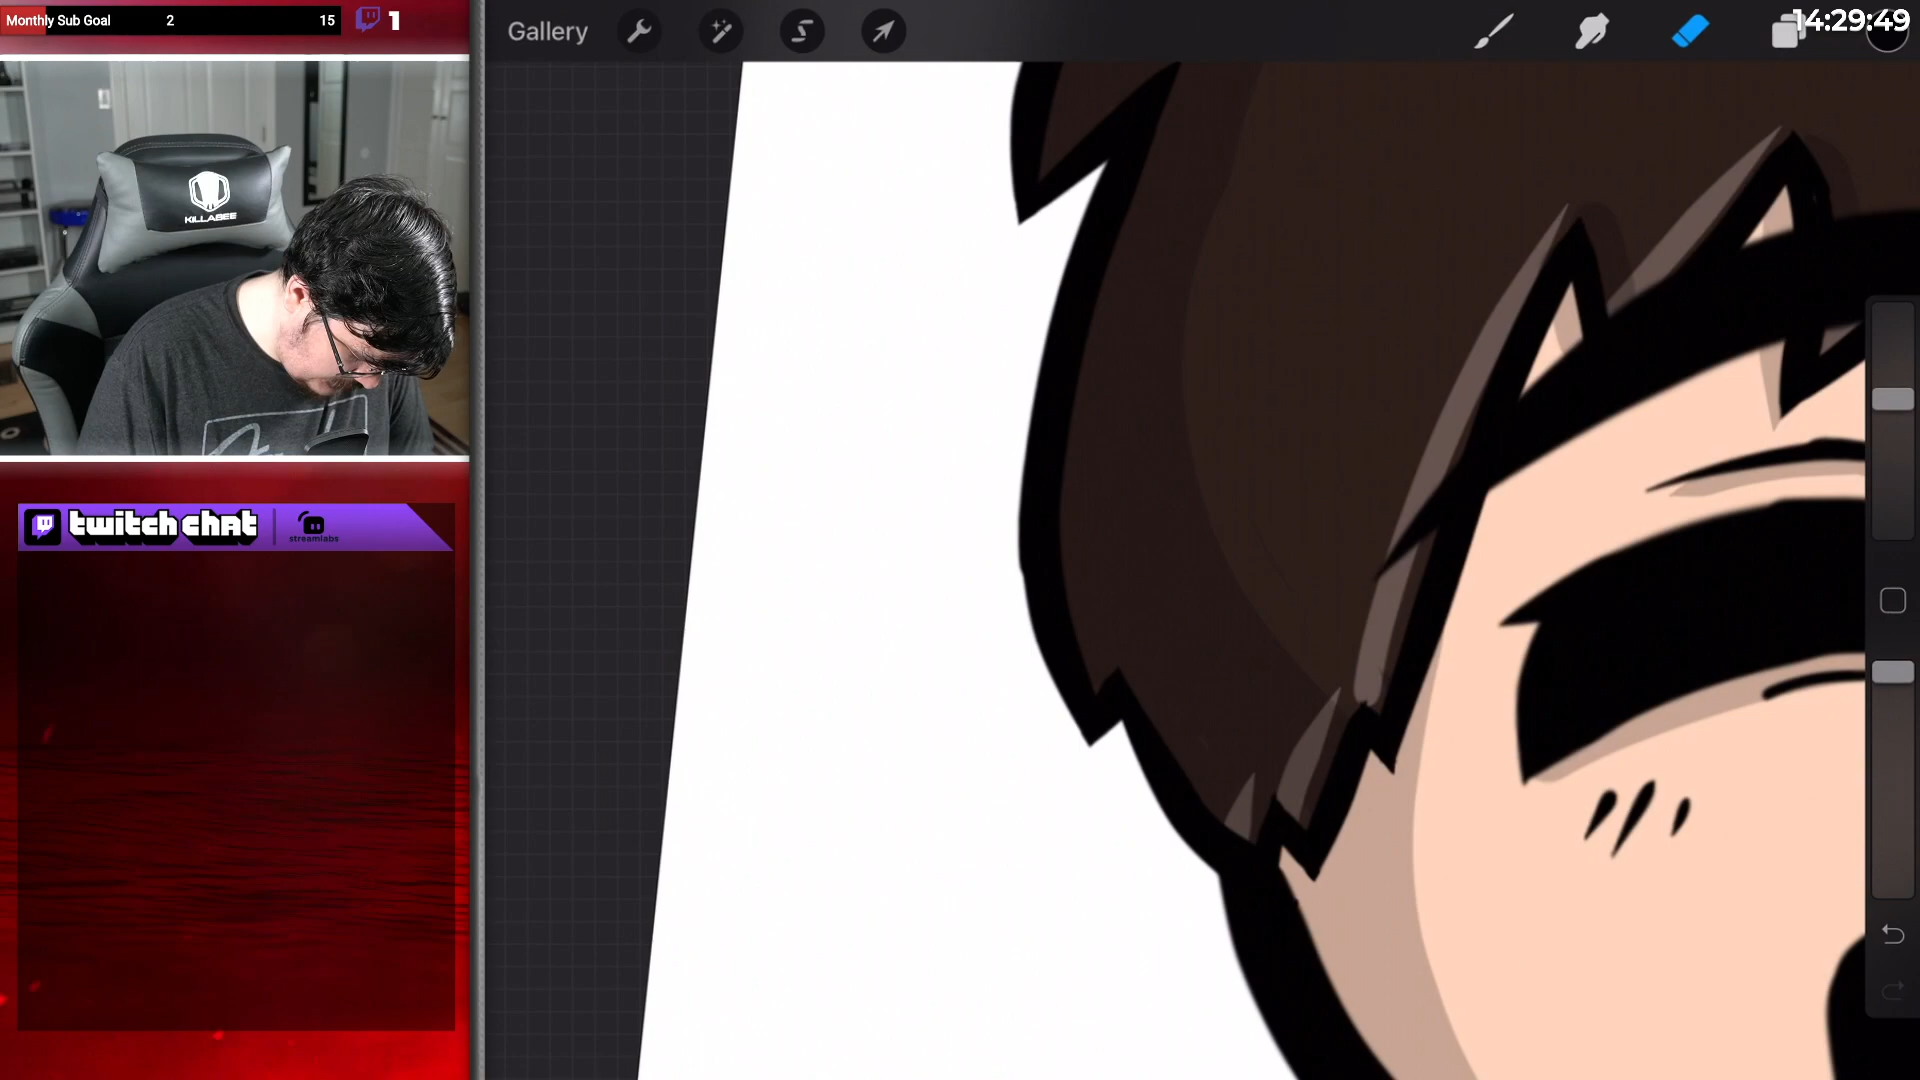 Monthly Sub Goal 2 15 1
Gallery
14:29:49
KILLABEE
twitch chat
streamlabs